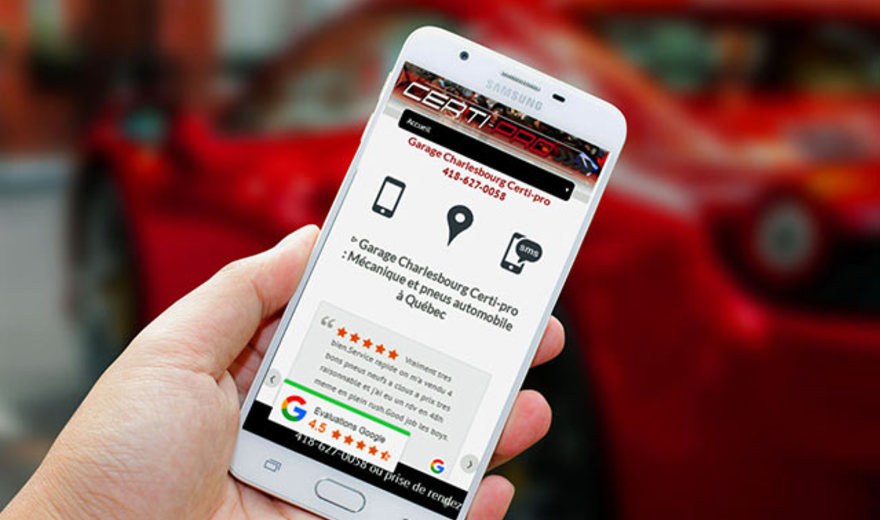 SAMSUNG
CERTI-PRO
Accueil
Garage Charlesbourg Certi-pro
418-627-0058
sms
Garage Charlesbourg Certi-pro
: Mécanique et pneus automobile
à Québec
Vraiment tres
bien.Service rapide on m'a vendu 4
bons pneus neufs a clous a prix tres
raisonnable et j'ai eu un rdv en 48h
meme en plein rush.Good job les boys.
Evaluations Google
4.5
418-627-0058 ou prise de rendez